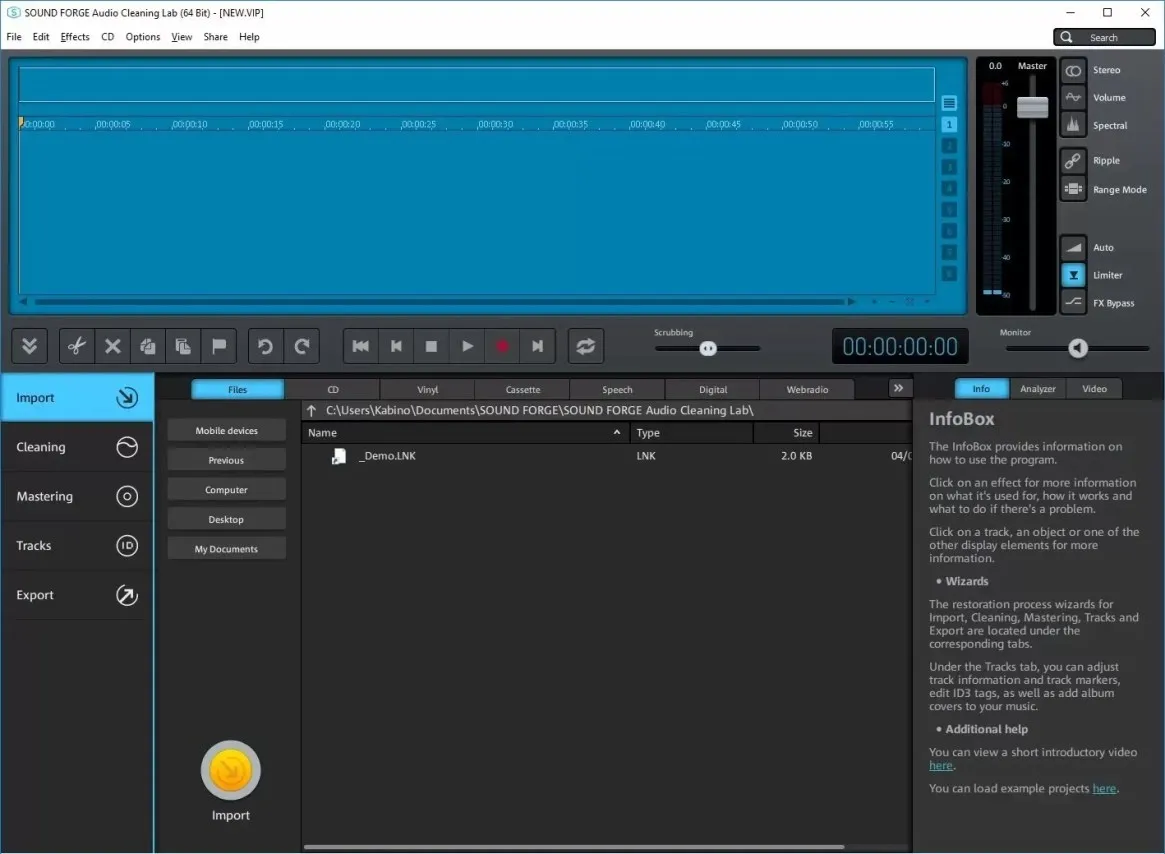 SOUND FORGE Audio Cleaning Lab (64 Bit) - [NEW.VIP]
File Edit Effects CD Options View Share Help
Search
00:00:00 ,00:00:05 ,00:00:10 ,00:00:15 ,00:00:20 ,00:00:25 ,00:00:30 ,00:00:35 ,00:00:40 ,00:00:45 ,00:00:50 ,00:00:55
1
0.0 Master
Stereo
Volume
Spectral
Ripple
Range Mode
Auto
Limiter
FX Bypass
Scrubbing
00:00:00:00
Monitor
Import
Cleaning
Mastering
Tracks
ID
Export
Files CD Vinyl Cassette Speech Digital Webradio
Mobile devices
Previous
Computer
Desktop
My Documents
Import
C:\Users\Kabino\Documents\SOUND FORGE\SOUND FORGE Audio Cleaning Lab\
Name Type Size
_Demo.LNK LNK 2.0 KB 04/
Info Analyzer Video
InfoBox
The InfoBox provides information on
how to use the program.
Click on an effect for more information
on what it's used for, how it works and
what to do if there's a problem.
Click on a track, an object or one of the
other display elements for more
information.
• Wizards
The restoration process wizards for
Import, Cleaning, Mastering, Tracks and
Export are located under the
corresponding tabs.
Under the Tracks tab, you can adjust
track information and track markers,
edit ID3 tags, as well as add album
covers to your music.
• Additional help
You can view a short introductory video
here.
You can load example projects here.